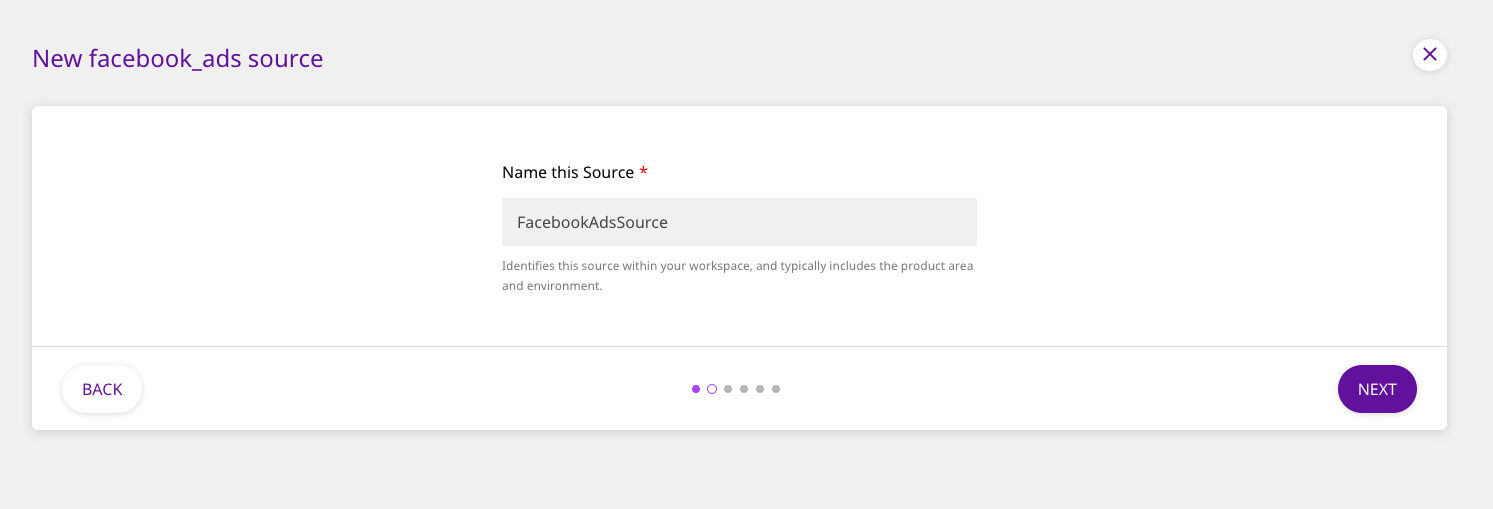 New facebook_ads source
Name this Source *
FacebookAdsSource
Identifies this source within your workspace, and typically includes the product area
and environment.
BACK
NEXT